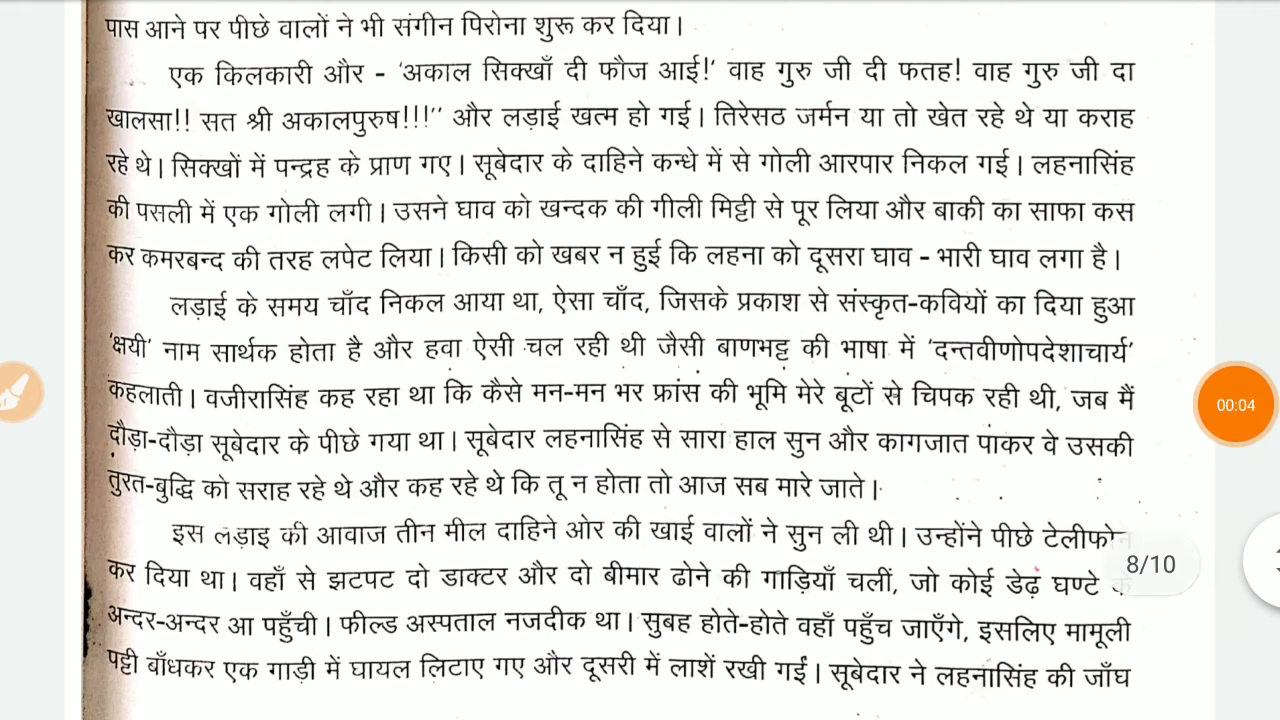 पास आने पर पीछे वालों ने भी संगीन पिरोना शुरू कर दिया।
एक किलकारी और - 'अकाल सिक्खाँ दी फौज आई!' वाह गुरु जी दी फतह! वाह गुरु जी दा
खालसा!! सत श्री अकालपुरुष!!!'' और लड़ाई खत्म हो गई। तिरेसठ जर्मन या तो खेत रहे थे या कराह
रहे थे। सिक्खों में पन्द्रह के प्राण गए। सूबेदार के दाहिने कन्धे में से गोली आरपार निकल गई। लहनासिंह
की पसली में एक गोली लगी। उसने घाव को खन्दक की गीली मिट्टी से पूर लिया और बाकी का साफा कस
कर कमरबन्द की तरह लपेट लिया। किसी को खबर न हुई कि लहना को दूसरा घाव - भारी घाव लगा है।
लड़ाई के समय चाँद निकल आया था, ऐसा चाँद, जिसके प्रकाश से संस्कृत-कवियों का दिया हुआ
'क्षयी' नाम सार्थक होता है और हवा ऐसी चल रही थी जैसी बाणभट्ट की भाषा में 'दन्तवीणोपदेशाचार्य'
कहलाती। वजीरासिंह कह रहा था कि कैसे मन-मन भर फ्रांस की भूमि मेरे बूटों से चिपक रही थी, जब मैं
दौड़ा-दौड़ा सूबेदार के पीछे गया था। सूबेदार लहनासिंह से सारा हाल सुन और कागजात पाकर वे उसकी
तुरत-बुद्धि को सराह रहे थे और कह रहे थे कि तू न होता तो आज सब मारे जाते।
इस लड़ाइ की आवाज तीन मील दाहिने ओर की खाई वालों ने सुन ली थी। उन्होंने पीछे टेलीफोन
कर दिया था। वहाँ से झटपट दो डाक्टर और दो बीमार ढोने की गाड़ियाँ चलीं, जो कोई डेढ़ घण्टे के
अन्दर-अन्दर आ पहुँची। फील्ड अस्पताल नजदीक था। सुबह होते-होते वहाँ पहुँच जाएँगे, इसलिए मामूली
पट्टी बाँधकर एक गाड़ी में घायल लिटाए गए और दूसरी में लाशें रखी गईं। सूबेदार ने लहनासिंह की जाँघ
00:04
8/10